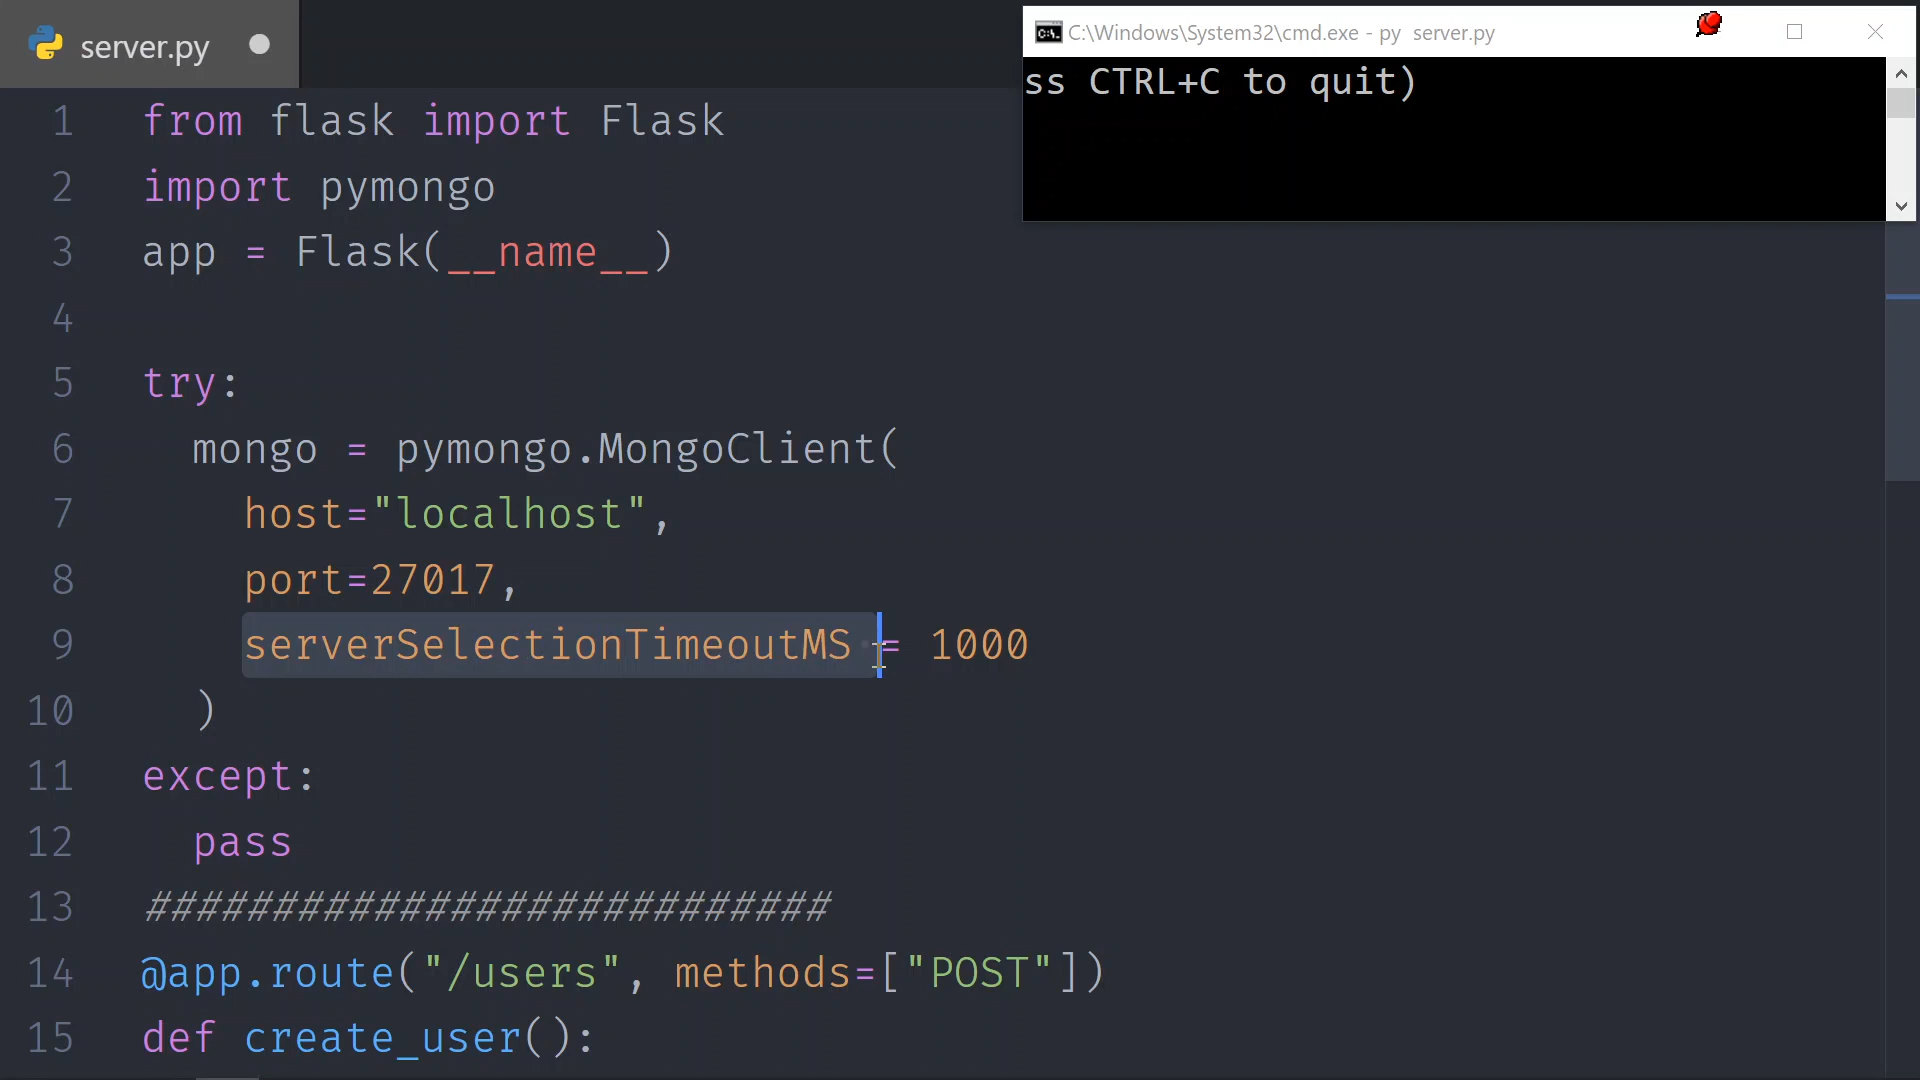 server.py
C:\Windows\System32\cmd.exe - py server.py
ss CTRL+C to quit)
1 from flask import Flask
2 import pymongo
3 app = Flask(__name__)
4
5 try:
6 mongo = pymongo.MongoClient(
7 host="localhost",
8 port=27017,
9 serverSelectionTimeoutMS = 1000
10 )
11 except:
12 pass
13 ###########################
14 @app.route("/users", methods=["POST"])
15 def create_user():